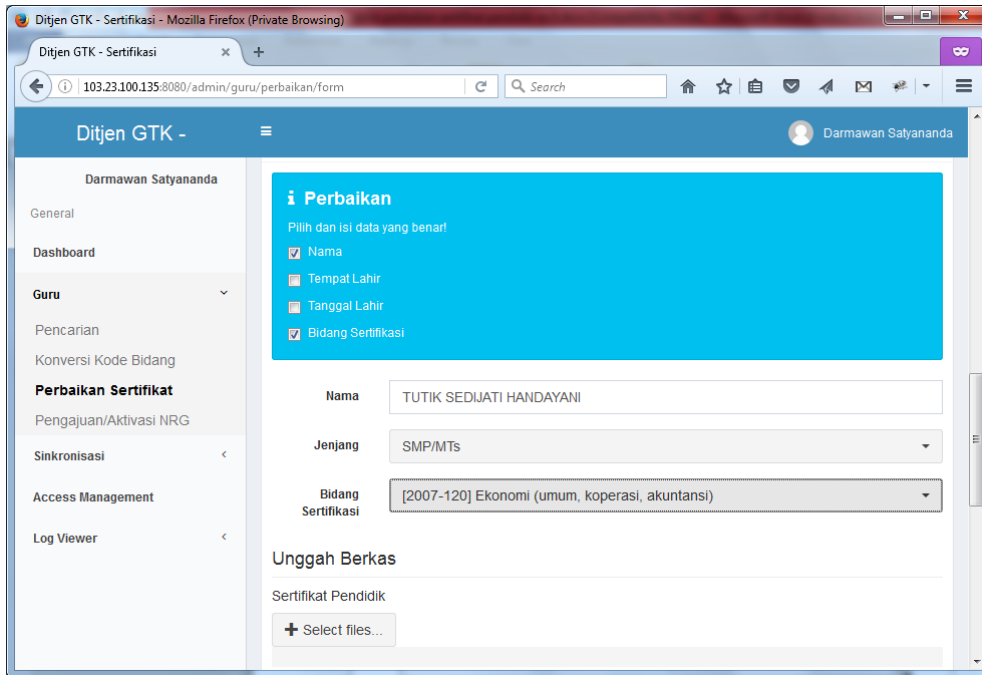 Ditjen GTK - Sertifikasi - Mozilla Firefox (Private Browsing)
Ditjen GTK - Sertifikasi
103.23.100.135:8080/admin/guru/perbaikan/form
Search
Ditjen GTK -
Darmawan Satyananda
Darmawan Satyananda
General
Dashboard
Guru
Pencarian
Konversi Kode Bidang
Perbaikan Sertifikat
Pengajuan/Aktivasi NRG
Sinkronisasi
Access Management
Log Viewer
Perbaikan
Pilih dan isi data yang benar!
Nama
Tempat Lahir
Tanggal Lahir
Bidang Sertifikasi
Nama TUTIK SEDIJATI HANDAYANI
Jenjang SMP/MTs
Bidang Sertifikasi [2007-120] Ekonomi (umum, koperasi, akuntansi)
Unggah Berkas
Sertifikat Pendidik
Select files...